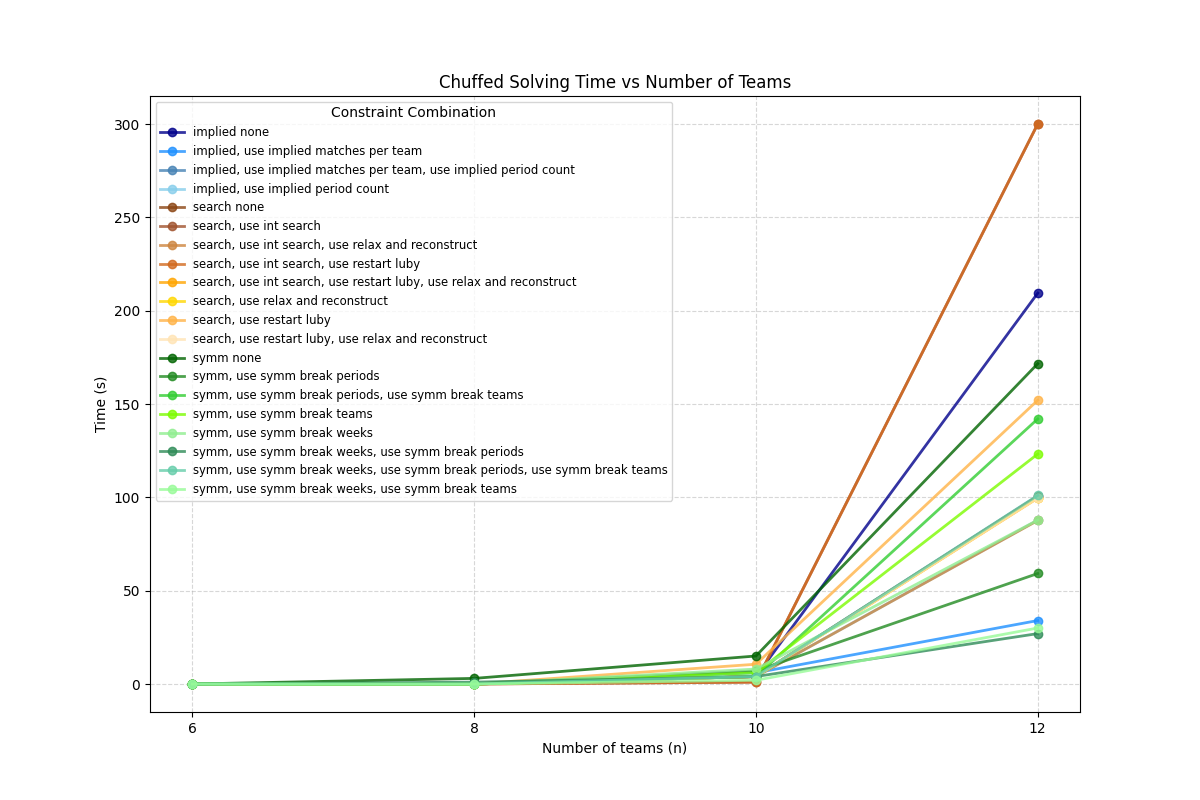 Chuffed Solving Time vs Number of Teams
Constraint Combination
implied none
implied, use implied matches per team
implied, use implied matches per team, use implied period count
implied, use implied period count
search none
search, use int search
search, use int search, use relax and reconstruct
search, use int search, use restart luby
search, use int search, use restart luby, use relax and reconstruct
search, use relax and reconstruct
search, use restart luby
search, use restart luby, use relax and reconstruct
symm none
symm, use symm break periods
symm, use symm break periods, use symm break teams
symm, use symm break teams
symm, use symm break weeks
symm, use symm break weeks, use symm break periods
symm, use symm break weeks, use symm break periods, use symm break teams
symm, use symm break weeks, use symm break teams
300
250
200
150
100
50
0
Time (s)
6 8 10 12
Number of teams (n)